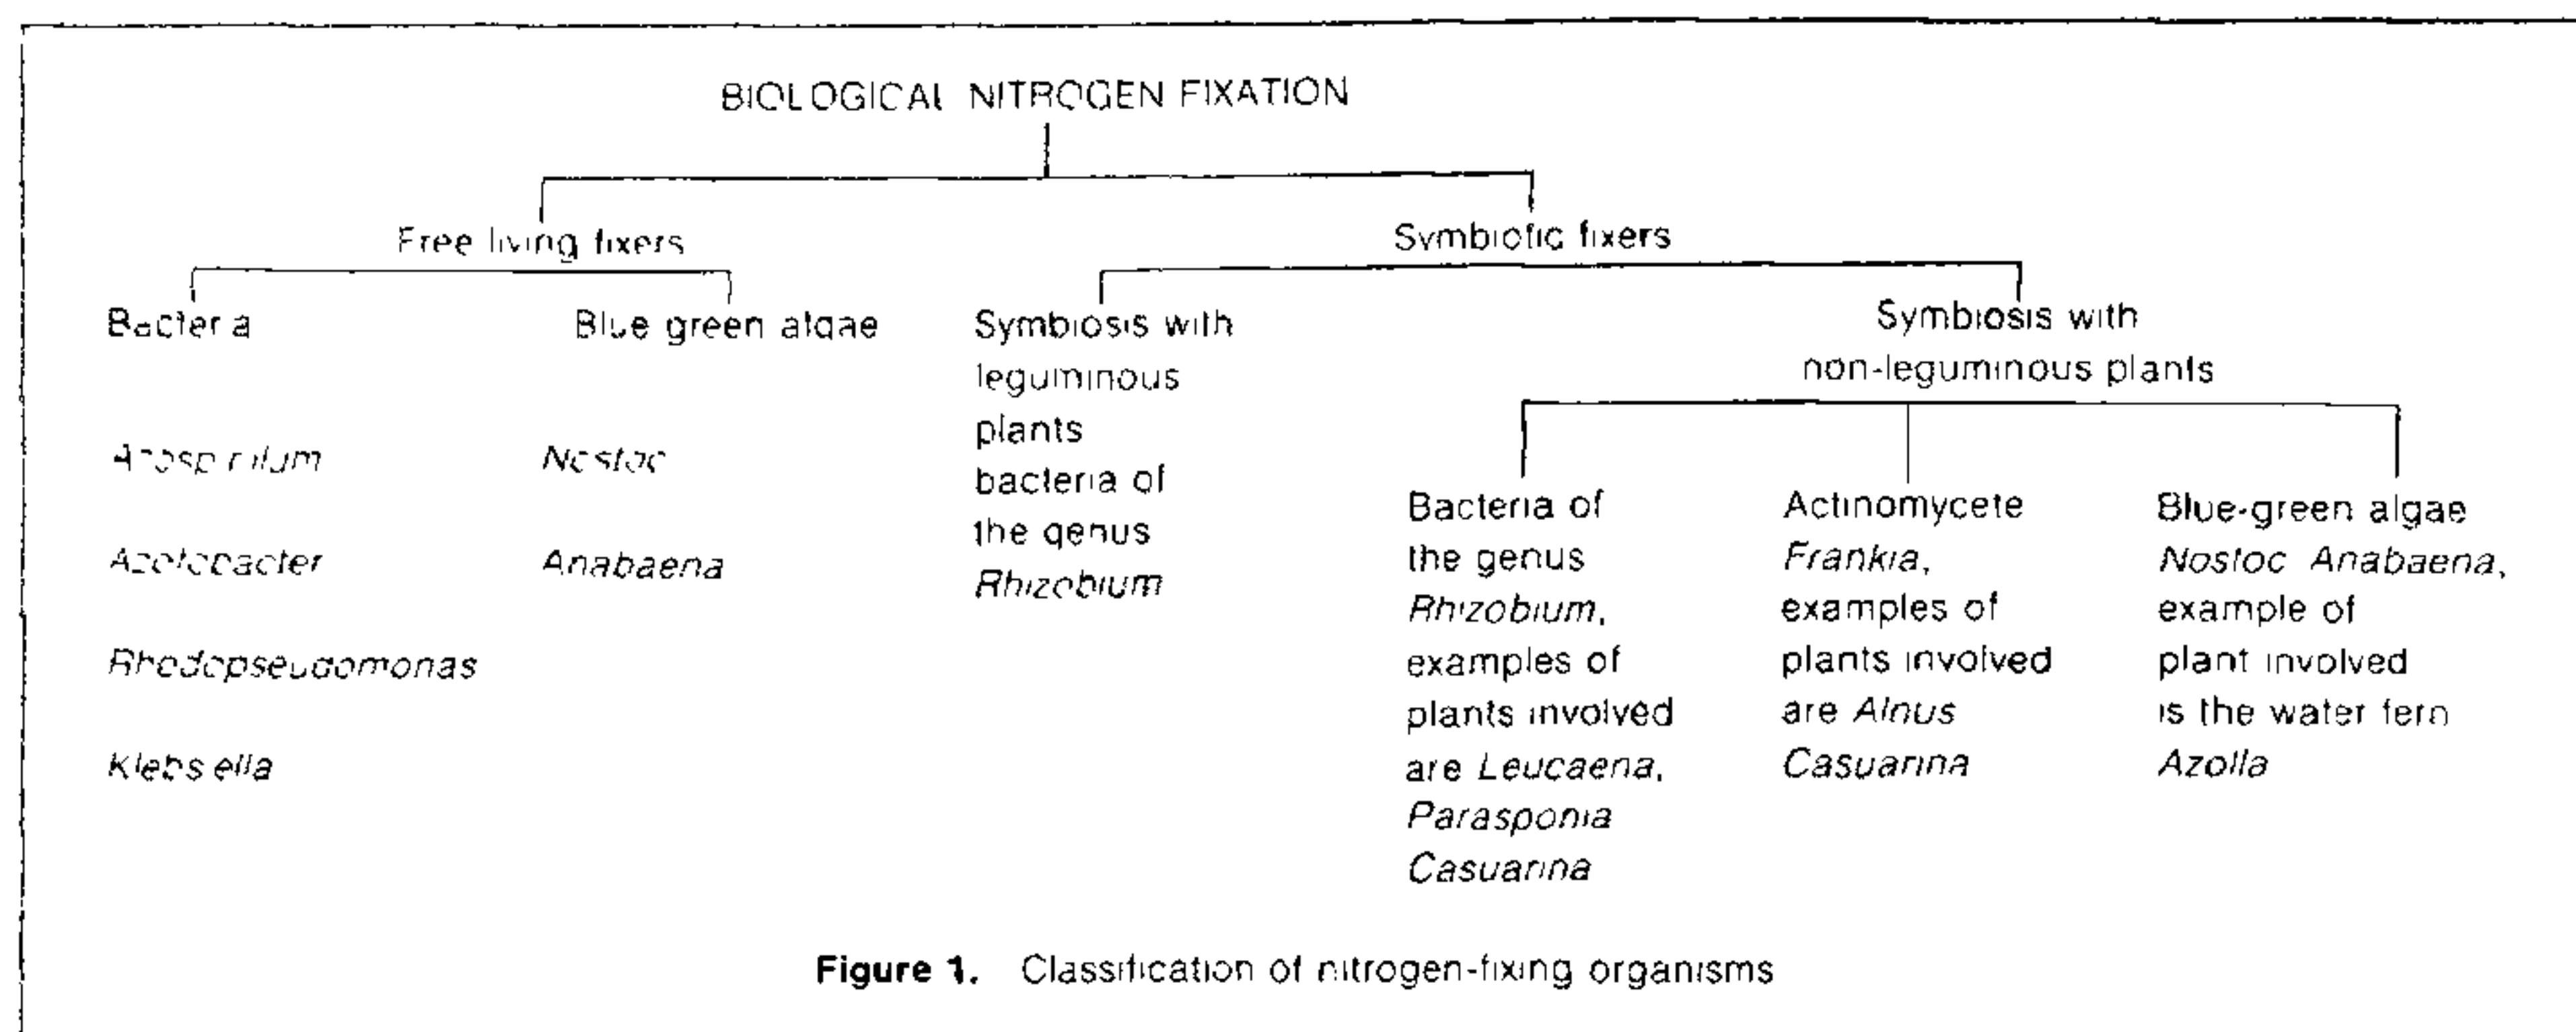 BIOLOGICAL NITROGEN FIXATION
Free living fixers
Symbiotic fixers
Bacteria
Blue green algae
Azospirillum
Nostoc
Azotobacter
Anabaena
Rhodopseudomonas
Klebsiella
Symbiosis with
leguminous
plants
bacteria of
the genus
Rhizobium
Symbiosis with
non-leguminous plants
Bacteria of
the genus
Rhizobium,
examples of
plants involved
are Leucaena,
Parasponia
Casuarina
Actinomycete
Frankia,
examples of
plants involved
are Alnus
Casuarina
Blue-green algae
Nostoc Anabaena,
example of
plant involved
is the water fern
Azolla
Figure 1. Classification of nitrogen-fixing organisms